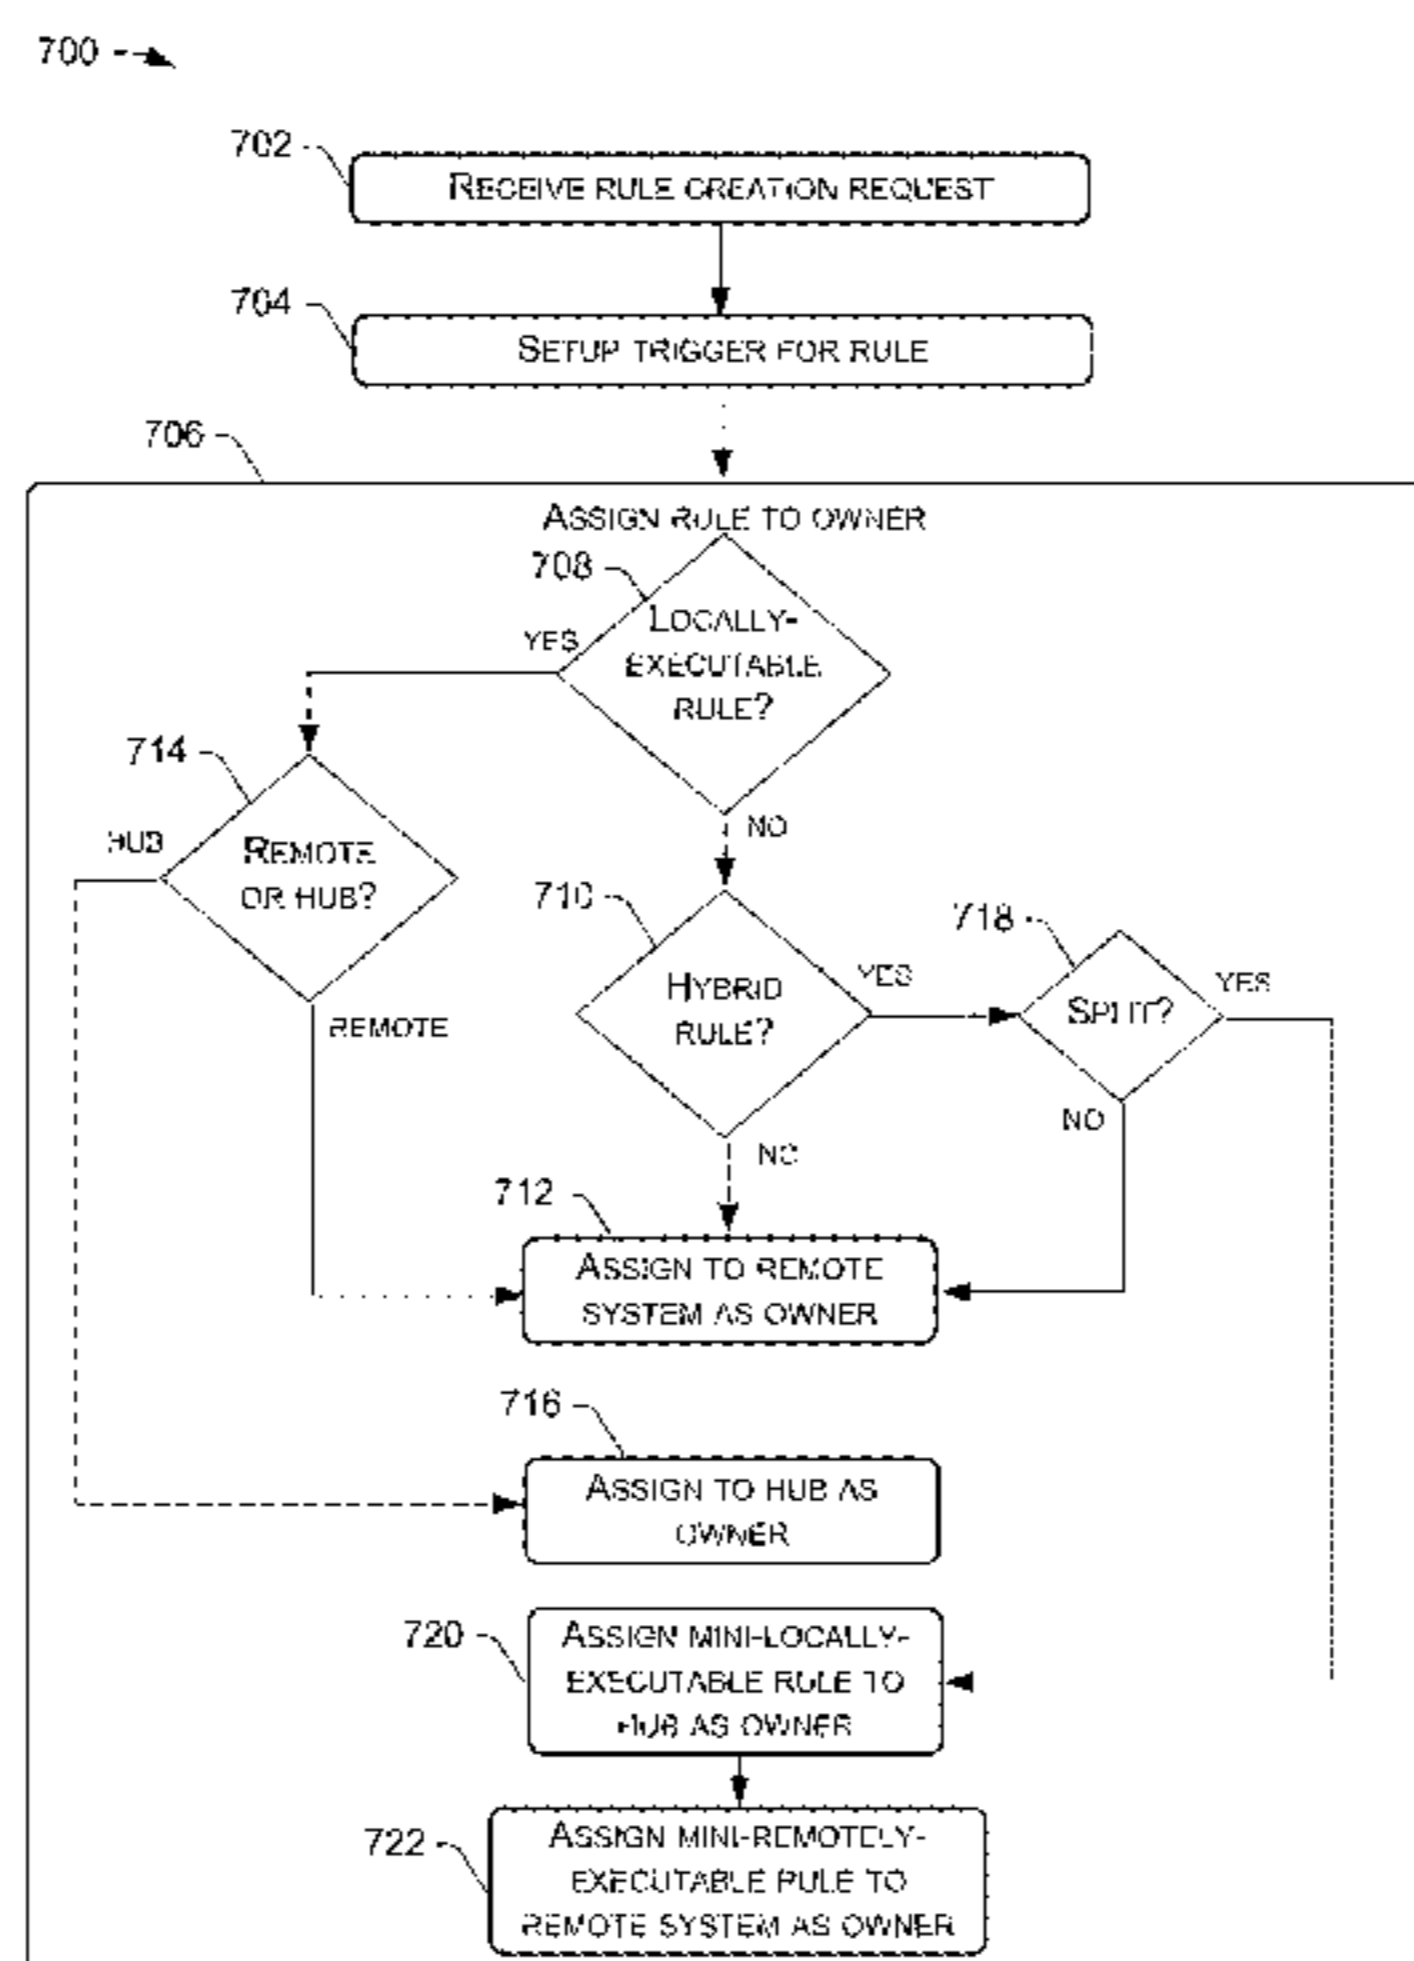 700
702
RECEIVE RULE CREATION REQUEST
704
SETUP TRIGGER FOR RULE
706
ASSIGN RULE TO OWNER
708
LOCALLY-
EXECUTABLE
RULE?
YES
NO
714
REMOTE
OR HUB?
HUB
REMOTE
710
HYBRID
RULE?
YES
NO
718
SPLIT?
YES
NO
712
ASSIGN TO REMOTE
SYSTEM AS OWNER
716
ASSIGN TO HUB AS
OWNER
720
ASSIGN MINI-LOCALLY-
EXECUTABLE RULE TO
HUB AS OWNER
722
ASSIGN MINI-REMOTELY-
EXECUTABLE RULE TO
REMOTE SYSTEM AS OWNER